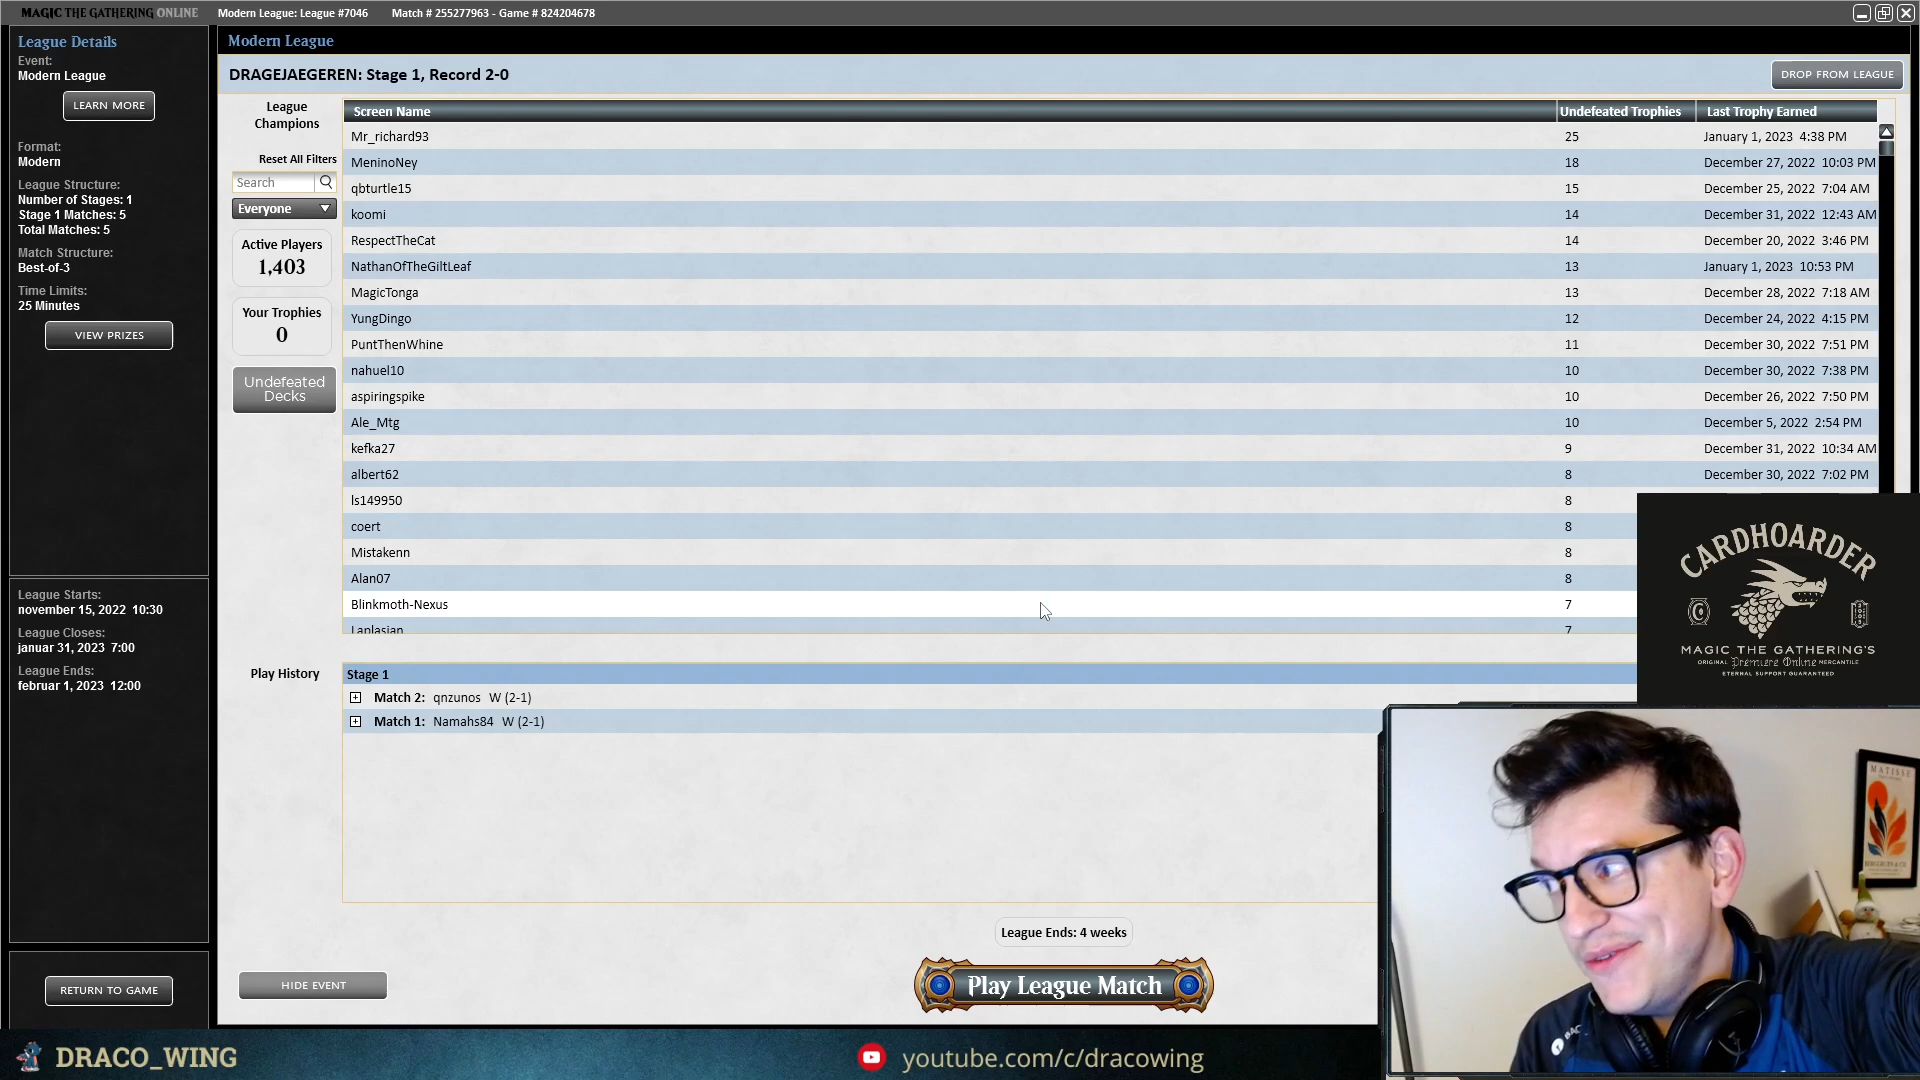 MAGIC THE GATHERING ONLINE
Modern League: League #7046
Match # 255277963 - Game # 824204678
League Details
Event:
Modern League
LEARN MORE
Format:
Modern
League Structure:
Number of Stages: 1
Stage 1 Matches: 5
Total Matches: 5
Match Structure:
Best-of-3
Time Limits:
25 Minutes
VIEW PRIZES
League Starts:
november 15, 2022 10:30
League Closes:
januar 31, 2023 7:00
League Ends:
februar 1, 2023 12:00
RETURN TO GAME
Modern League
DRAGEJAEGEREN: Stage 1, Record 2-0
DROP FROM LEAGUE
League
Champions
Reset All Filters
Search
Everyone
Active Players
1,403
Your Trophies
0
Undefeated
Decks
Screen Name Undefeated Trophies Last Trophy Earned
Mr_richard93 25 January 1, 2023 4:38 PM
MeninoNey 18 December 27, 2022 10:03 PM
qbturtle15 15 December 25, 2022 7:04 AM
koomi 14 December 31, 2022 12:43 AM
RespectTheCat 14 December 20, 2022 3:46 PM
NathanOfTheGiltLeaf 13 January 1, 2023 10:53 PM
MagicTonga 13 December 28, 2022 7:18 AM
YungDingo 12 December 24, 2022 4:15 PM
PuntThenWhine 11 December 30, 2022 7:51 PM
nahuel10 10 December 30, 2022 7:38 PM
aspiringspike 10 December 26, 2022 7:50 PM
Ale_Mtg 10 December 5, 2022 2:54 PM
kefka27 9 December 31, 2022 10:34 AM
albert62 8 December 30, 2022 7:02 PM
ls149950 8
coert 8
Mistakenn 8
Alan07 8
Blinkmoth-Nexus 7
Laplasian 7
Play History
Stage 1
Match 2: qnzunos W (2-1)
Match 1: Namahs84 W (2-1)
League Ends: 4 weeks
HIDE EVENT
Play League Match
CARDHOARDER
MAGIC THE GATHERING'S
ORIGINAL Premiere Online MERCANTILE
ETERNAL SUPPORT GUARANTEED
MATISSE
DRACO_WING
youtube.com/c/dracowing